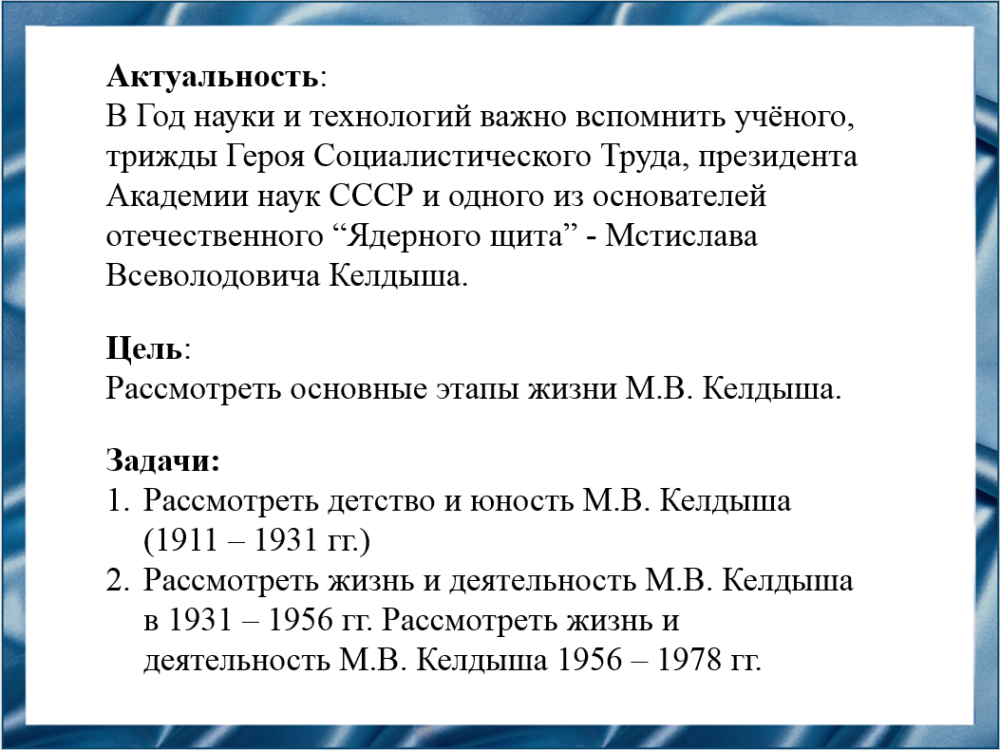 Актуальность:
В Год науки и технологий важно вспомнить учёного,
трижды Героя Социалистического Труда, президента
Академии наук СССР и одного из основателей
отечественного “Ядерного щита” - Мстислава
Всеволодовича Келдыша.
Цель:
Рассмотреть основные этапы жизни М.В. Келдыша.
Задачи:
1. Рассмотреть детство и юность М.В. Келдыша
(1911 – 1931 гг.)
2. Рассмотреть жизнь и деятельность М.В. Келдыша
в 1931 – 1956 гг. Рассмотреть жизнь и
деятельность М.В. Келдыша 1956 – 1978 гг.